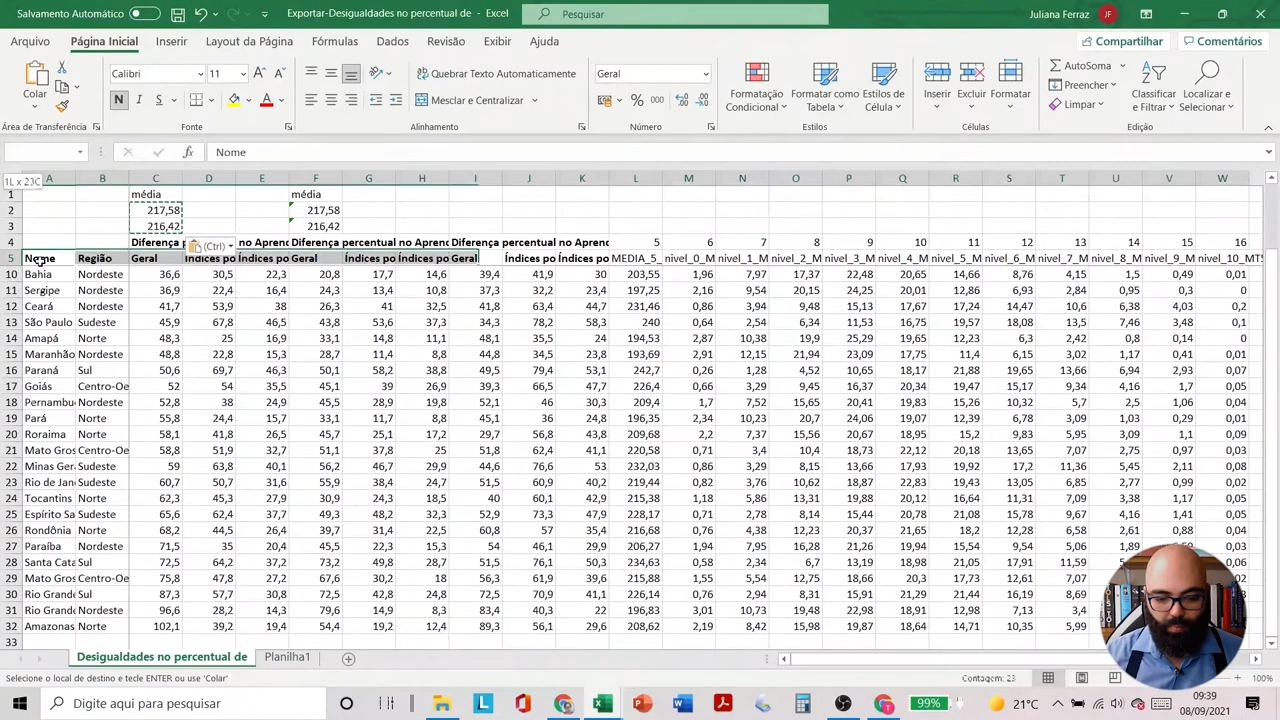 Salvamento Automático Exportar-Desigualdades no percentual de - Excel Pesquisar Juliana Ferraz JF
Arquivo Página Inicial Inserir Layout da Página Fórmulas Dados Revisão Exibir Ajuda Compartilhar Comentários
Colar Calibri 11 Quebrar Texto Automaticamente Geral AutoSoma
N I S Mesclar e Centralizar % 000 Formatação Condicional Formatar como Tabela Estilos de Célula Inserir Excluir Formatar Preencher Limpar Classificar e Filtrar Localizar e Selecionar
Área de Transferência Fonte Alinhamento Número Estilos Células Edição
fx Nome
1L x 23C A B C D E F G H I J K L M N O P Q R S T U V W
1 média média
2 217,58 217,58
3 216,42 216,42
4 Diferença p (Ctrl) no Aprend Diferença percentual no Aprend Diferença percentual no Aprend 5 6 7 8 9 10 11 12 13 14 15 16
5 Nome Região Geral Índices po Índices po Geral Índices po Índices po Geral Índices po Índices po MEDIA_5_ nivel_0_M nivel_1_M nivel_2_M nivel_3_M nivel_4_M nivel_5_M nivel_6_M nivel_7_M nivel_8_M nivel_9_M nivel_10_MT5
10 Bahia Nordeste 36,6 30,5 22,3 20,8 17,7 14,6 39,4 41,9 30 203,55 1,96 7,97 17,37 22,48 20,65 14,66 8,76 4,15 1,5 0,49 0,01
11 Sergipe Nordeste 36,9 22,4 16,4 24,3 13,4 10,8 37,3 32,2 23,4 197,25 2,16 9,54 20,15 24,25 20,01 12,86 6,93 2,84 0,95 0,3 0
12 Ceará Nordeste 41,7 53,9 38 26,3 41 32,5 41,8 63,4 44,7 231,46 0,86 3,94 9,48 15,13 17,67 17,24 14,47 10,6 6,38 4,03 0,2
13 São Paulo Sudeste 45,9 67,8 46,5 43,8 53,6 37,3 34,3 78,2 58,3 240 0,64 2,54 6,34 11,53 16,75 19,57 18,08 13,5 7,46 3,48 0,1
14 Amapá Norte 48,3 25 16,9 33,1 14,8 11,1 48,1 35,5 24 194,53 2,87 10,38 19,9 25,29 19,65 12,23 6,3 2,42 0,8 0,14 0
15 Maranhão Nordeste 48,8 22,8 15,3 28,7 11,4 8,8 44,8 34,5 23,8 193,69 2,91 12,15 21,94 23,09 17,75 11,4 6,15 3,02 1,17 0,41 0,01
16 Paraná Sul 50,6 69,7 46,3 50,1 58,2 38,8 49,5 79,4 53,1 242,7 0,26 1,28 4,52 10,65 18,17 21,88 19,65 13,66 6,94 2,93 0,07
17 Goiás Centro-Oe 52 54 35,5 45,1 39 26,9 39,3 66,5 47,7 226,4 0,66 3,29 9,45 16,37 20,34 19,47 15,17 9,34 4,16 1,7 0,05
18 Pernambu Nordeste 52,8 38 24,9 45,5 28,9 19,8 52,1 46 30,4 209,4 1,7 7,52 15,65 20,41 19,83 15,26 10,32 5,7 2,5 1,06 0,04
19 Pará Norte 55,8 24,4 15,7 33,1 11,7 8,8 45,1 36 24,8 196,35 2,34 10,23 20,7 24,06 19,07 12,39 6,78 3,09 1,03 0,29 0,01
20 Roraima Norte 58,1 41,8 26,5 45,7 25,1 17,2 29,7 56,8 43,8 209,68 2,2 7,37 15,56 20,67 18,95 15,2 9,83 5,95 3,09 1,1 0,09
21 Mato Gros Centro-Oe 58,8 51,9 32,7 51,1 37,8 25 51,8 62,4 41,1 220,58 0,71 3,4 10,4 18,73 22,12 20,18 13,65 7,07 2,75 0,97 0,03
22 Minas Gera Sudeste 59 63,8 40,1 56,2 46,7 29,9 44,6 76,6 53 232,03 0,86 3,29 8,15 13,66 17,93 19,92 17,2 11,36 5,45 2,11 0,08
23 Rio de Jane Sudeste 60,7 50,7 31,6 55,9 38,4 24,7 50,1 60,2 40,2 219,44 0,82 3,76 10,62 18,87 22,83 20,14 13,05 6,85 2,77 0,99 0,02
24 Tocantins Norte 62,3 45,3 27,9 30,9 24,3 18,5 40 60,1 42,9 215,38 1,18 5,86 13,31 19,88 20,12 16,64 11,31 7,09 3,38 1,17 0,05
25 Espírito Sa Sudeste 65,6 62,4 37,7 49,3 48,2 32,3 52,9 73,3 47,9 228,17 0,71 2,78 8,14 15,44 20,78 21,08 15,78 9,07 4,16 1,41 0,05
26 Rondônia Norte 68,2 44,5 26,4 39,7 31,4 22,5 60,8 57 35,4 216,68 0,76 4,38 12,23 20,37 21,65 18,2 12,28 6,58 2,61 0,88 0,04
27 Paraíba Nordeste 71,5 35 20,4 45,5 22,3 15,3 54 46,1 29,9 206,27 1,94 7,95 16,28 21,26 19,94 15,54 9,54 5,06 1,89 0,03
28 Santa Cata Sul 72,5 64,2 37,2 73,2 49,8 28,7 51,5 76,1 50,3 234,63 0,58 2,34 6,7 13,19 18,98 21,05 17,91 11,59 0,06
29 Mato Gros Centro-Oe 75,8 47,8 27,2 67,6 30,2 18 56,3 61,9 39,6 215,88 1,55 5,54 12,75 18,66 20,3 17,73 12,61 7,07 0,03
30 Rio Grande Sul 87,3 57,7 30,8 72,5 42,8 24,8 72,5 70,9 41,1 226,14 0,78 2,94 8,31 15,91 21,29 21,44 16,19 8,69
31 Rio Grande Nordeste 96,6 28,2 14,3 79,6 14,9 8,3 83,4 40,3 22 196,83 3,01 10,73 19,48 22,98 18,91 12,98 7,13 3,4
32 Amazonas Norte 102,1 39,2 19,4 54,4 19,2 12,4 89,3 56,1 29,6 208,62 2,19 8,42 15,98 19,87 18,64 14,71 10,35 5,99
33
Desigualdades no percentual de Planilha1
Selecione o local de destino e tecle ENTER ou use 'Colar' Contagem: 23 100%
Digite aqui para pesquisar 99% 21°C 09:39
08/09/2021